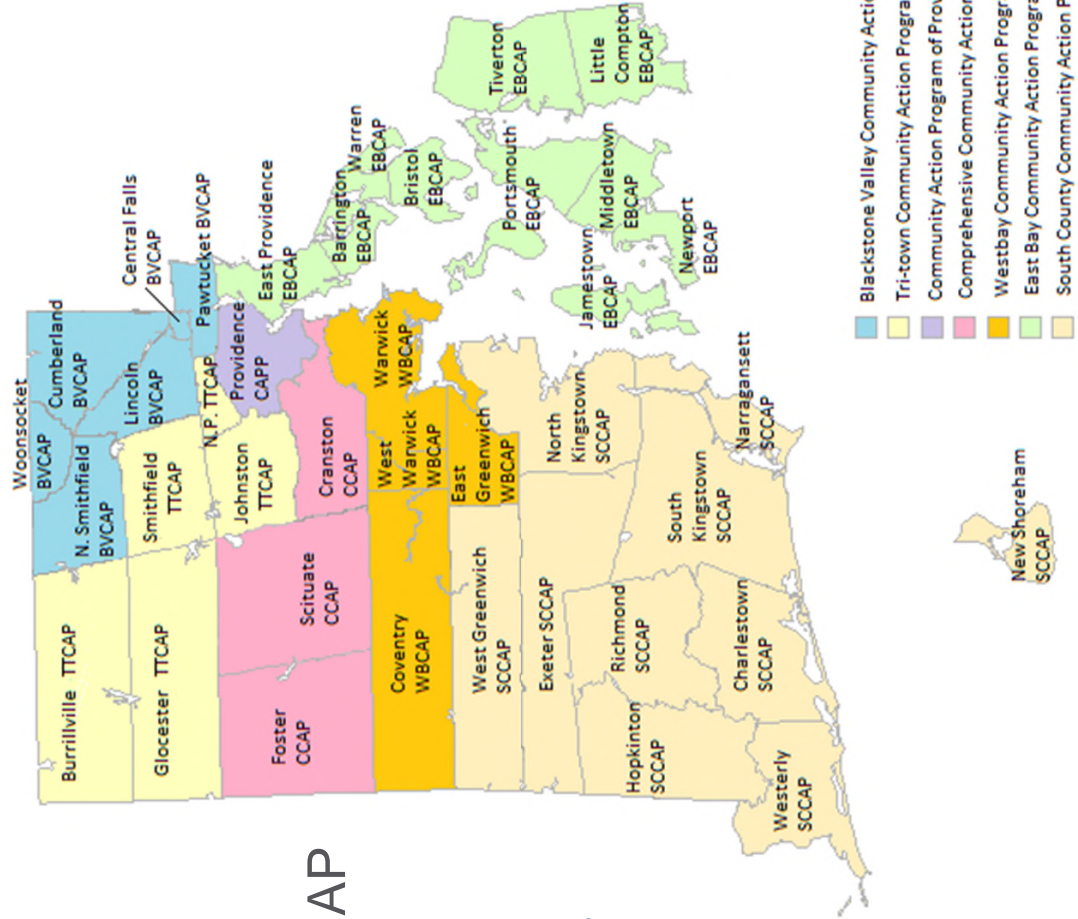 AP
Woonsocket
BVCAP
Cumberland
BVCAP
N. Smithfield
BVCAP
Lincoln
BVCAP
Central Falls
BVCAP
Pawtucket BVCAP
Burrillville TTCAP
Glocester TTCAP
Smithfield
TTCAP
N.P. TTCAP
Johnston
TTCAP
Providence
CAPP
East Providence
EBCAP
Foster
CCAP
Scituate
CCAP
Cranston
CCAP
Barrington
EBCAP
Warren
EBCAP
Bristol
EBCAP
Tiverton
EBCAP
Little
Compton
EBCAP
Portsmouth
EBCAP
Middletown
EBCAP
Newport
EBCAP
Jamestown
EBCAP
Coventry
WBCAP
West
Warwick
WBCAP
Warwick
WBCAP
East
Greenwich
WBCAP
West Greenwich
SCCAP
Exeter SCCAP
North
Kingstown
SCCAP
Hopkinton
SCCAP
Richmond
SCCAP
South
Kingstown
SCCAP
Narragansett
SCCAP
Charlestown
SCCAP
Westerly
SCCAP
New Shoreham
SCCAP
Blackstone Valley Community Acti
Tri-town Community Action Progra
Community Action Program of Prov
Comprehensive Community Action
Westbay Community Action Progr
East Bay Community Action Progra
South County Community Action P